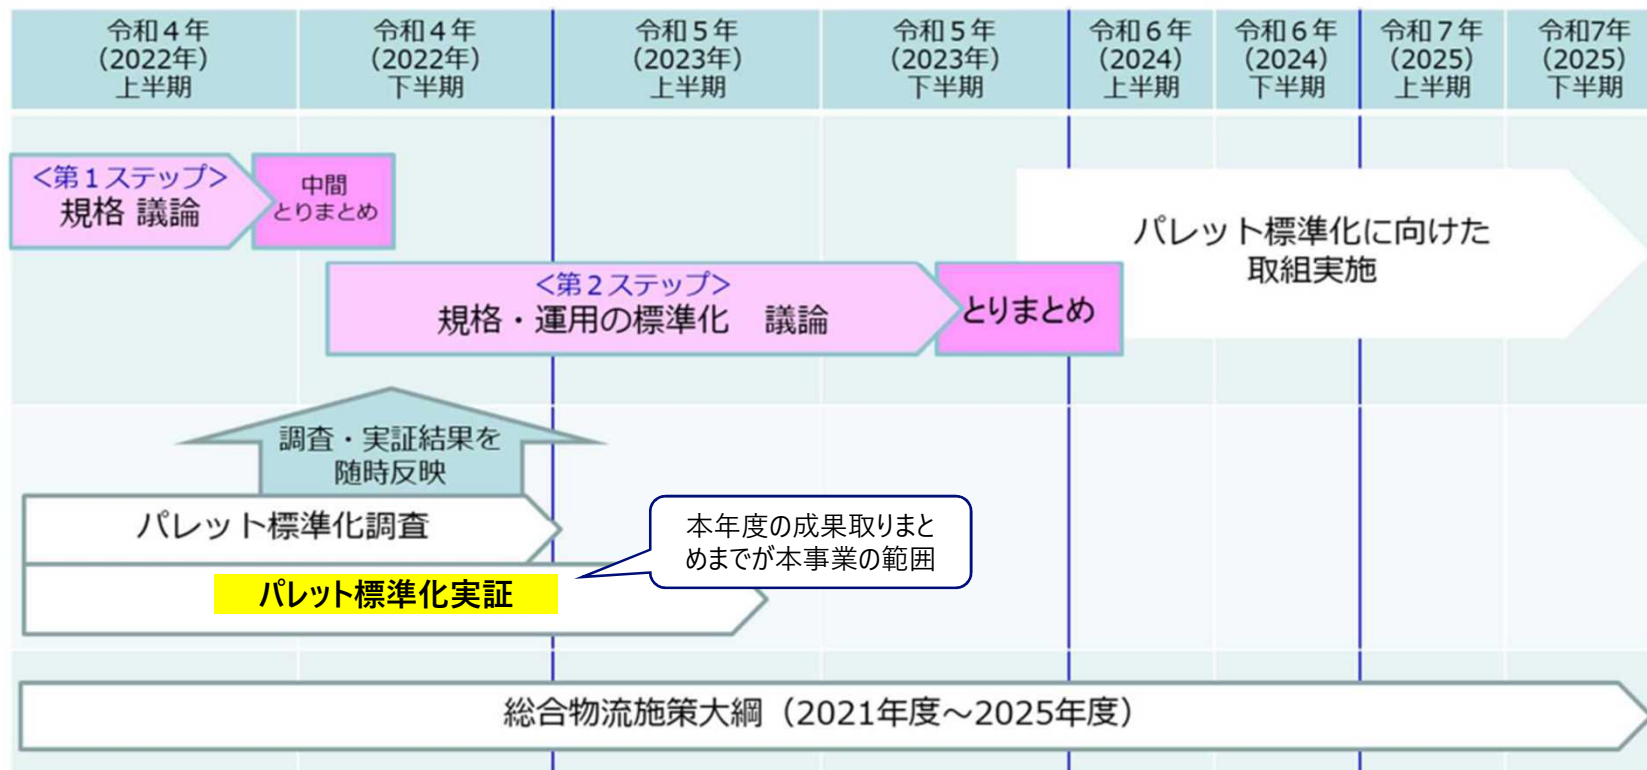 令和４年
（2022年）
上半期
令和４年
（2022年）
下半期
令和５年
（2023年）
上半期
令和５年
（2023年）
下半期
令和６年
（2024）
上半期
令和６年
（2024）
下半期
令和７年
（2025）
上半期
令和7年
（2025）
下半期
＜第１ステップ＞
規格 議論
中間
とりまとめ
＜第２ステップ＞
規格・運用の標準化　議論
とりまとめ
パレット標準化に向けた
取組実施
調査・実証結果を
随時反映
パレット標準化調査
パレット標準化実証
本年度の成果取りまと
めまでが本事業の範囲
総合物流施策大綱（2021年度～2025年度）